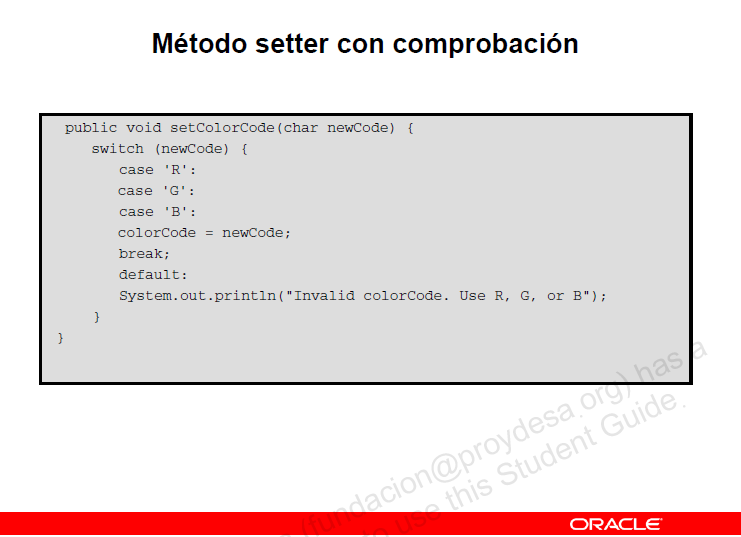 Método setter con comprobación
public void setColorCode(char newCode) {
switch (newCode) {
case 'R':
case 'G':
case 'B':
colorCode = newCode;
break;
default:
System.out.println("Invalid colorCode. Use R, G, or B");
}
}
(fundacion@proydesa.org) has a
to use this Student Guide.
ORACLE